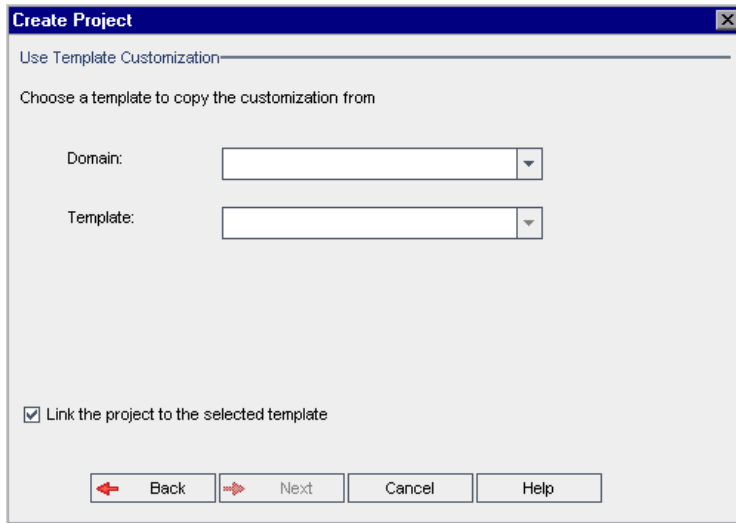 Create Project
Use Template Customization
Choose a template to copy the customization from
Domain:
Template:
Link the project to the selected template
Back Next Cancel Help